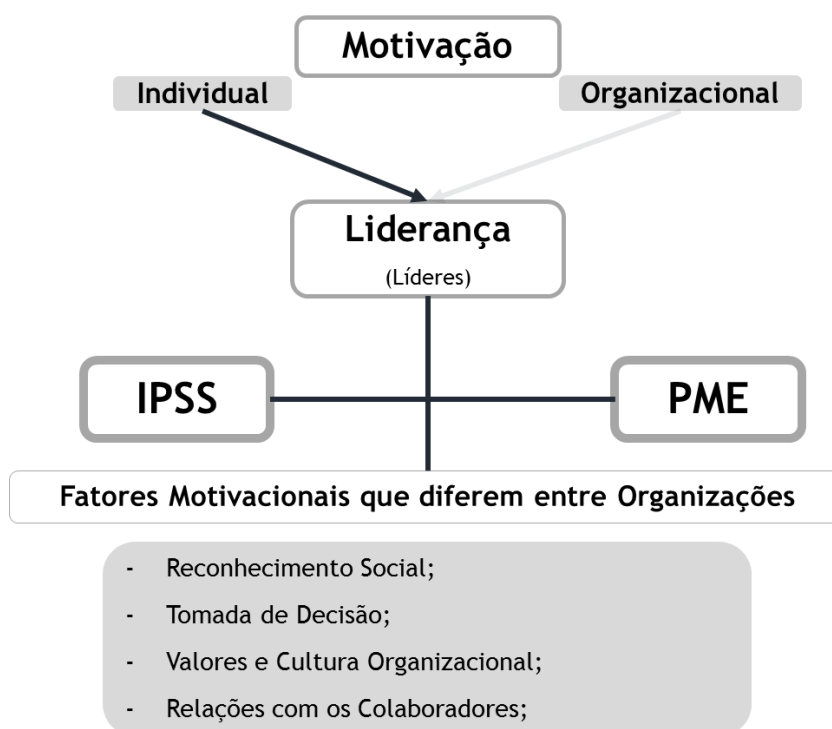 Motivação
Individual
Organizacional
Liderança
(Líderes)
IPSS
PME
Fatores Motivacionais que diferem entre Organizações
- Reconhecimento Social;
- Tomada de Decisão;
- Valores e Cultura Organizacional;
- Relações com os Colaboradores;